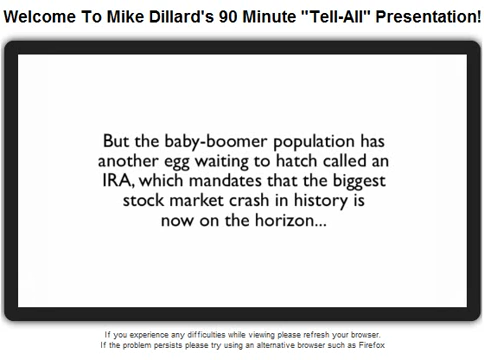 Welcome To Mike Dillard's 90 Minute "Tell-All" Presentation!
But the baby-boomer population has
another egg waiting to hatch called an
IRA, which mandates that the biggest
stock market crash in history is
now on the horizon...
If you experience any difficulties while viewing please refresh your browser.
If the problem persists please try using an alternative browser such as Firefox